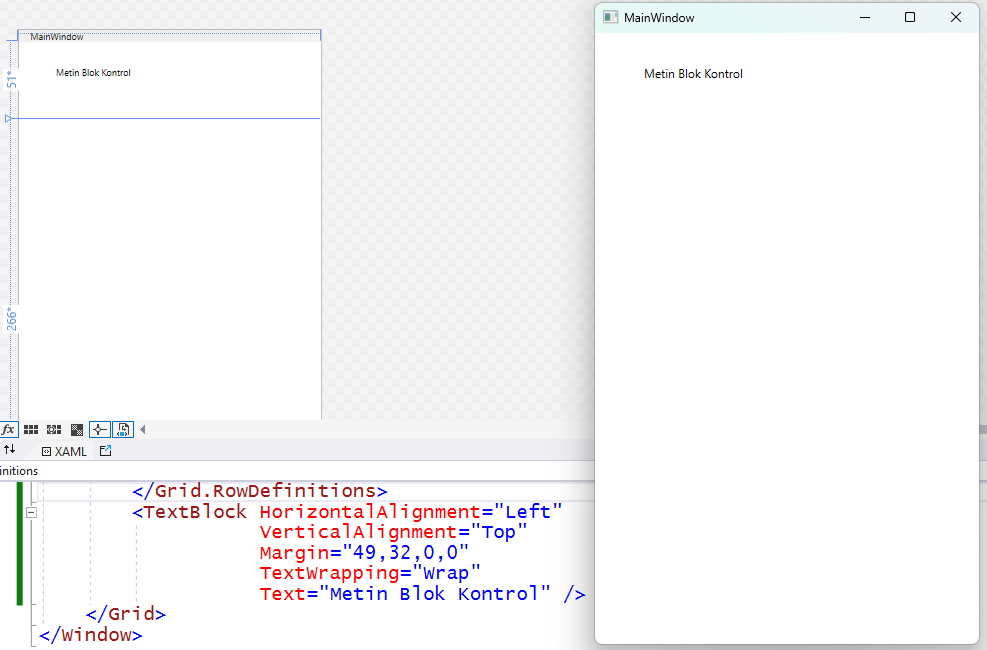 MainWindow
Metin Blok Kontrol
51*
266*
MainWindow
Metin Blok Kontrol
fx
XAML
initions
</Grid.RowDefinitions>
<TextBlock HorizontalAlignment="Left"
VerticalAlignment="Top"
Margin="49,32,0,0"
TextWrapping="Wrap"
Text="Metin Blok Kontrol" />
</Grid>
</Window>